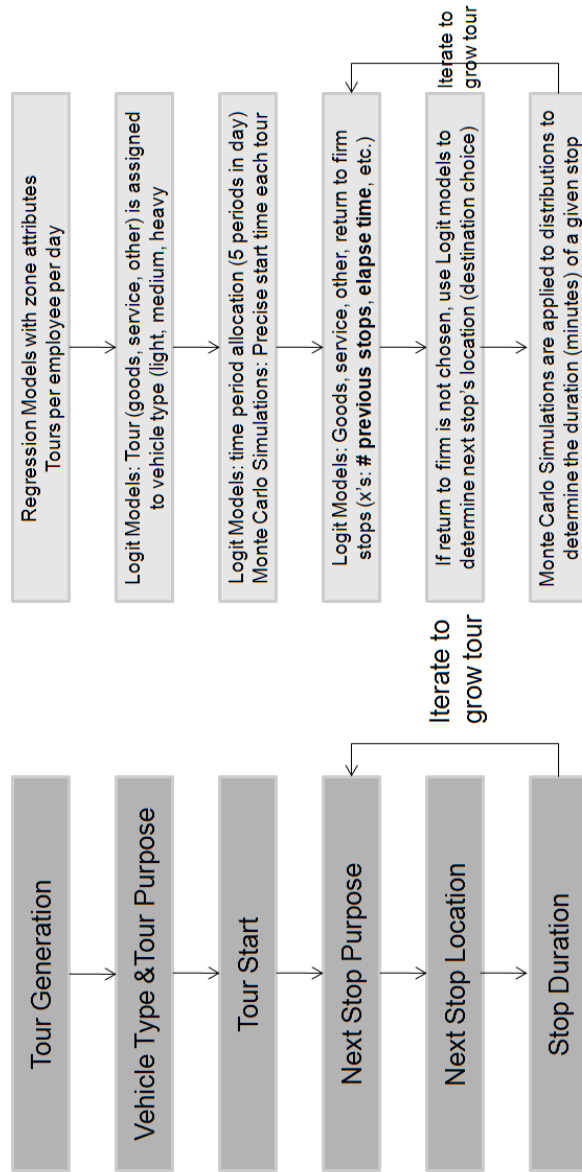 Tour Generation
Vehicle Type &Tour Purpose
Tour Start
Next Stop Purpose
Next Stop Location
Stop Duration
Iterate to
grow tour
Regression Models with zone attributes
Tours per employee per day
Logit Models: Tour (goods, service, other) is assigned
to vehicle type (light, medium, heavy
Logit Models: time period allocation (5 periods in day)
Monte Carlo Simulations: Precise start time each tour
Logit Models: Goods, service, other, return to firm
stops (x's: # previous stops, elapse time, etc.)
If return to firm is not chosen, use Logit models to
determine next stop's location (destination choice)
Monte Carlo Simulations are applied to distributions to
determine the duration (minutes) of a given stop
Iterate to
grow tour